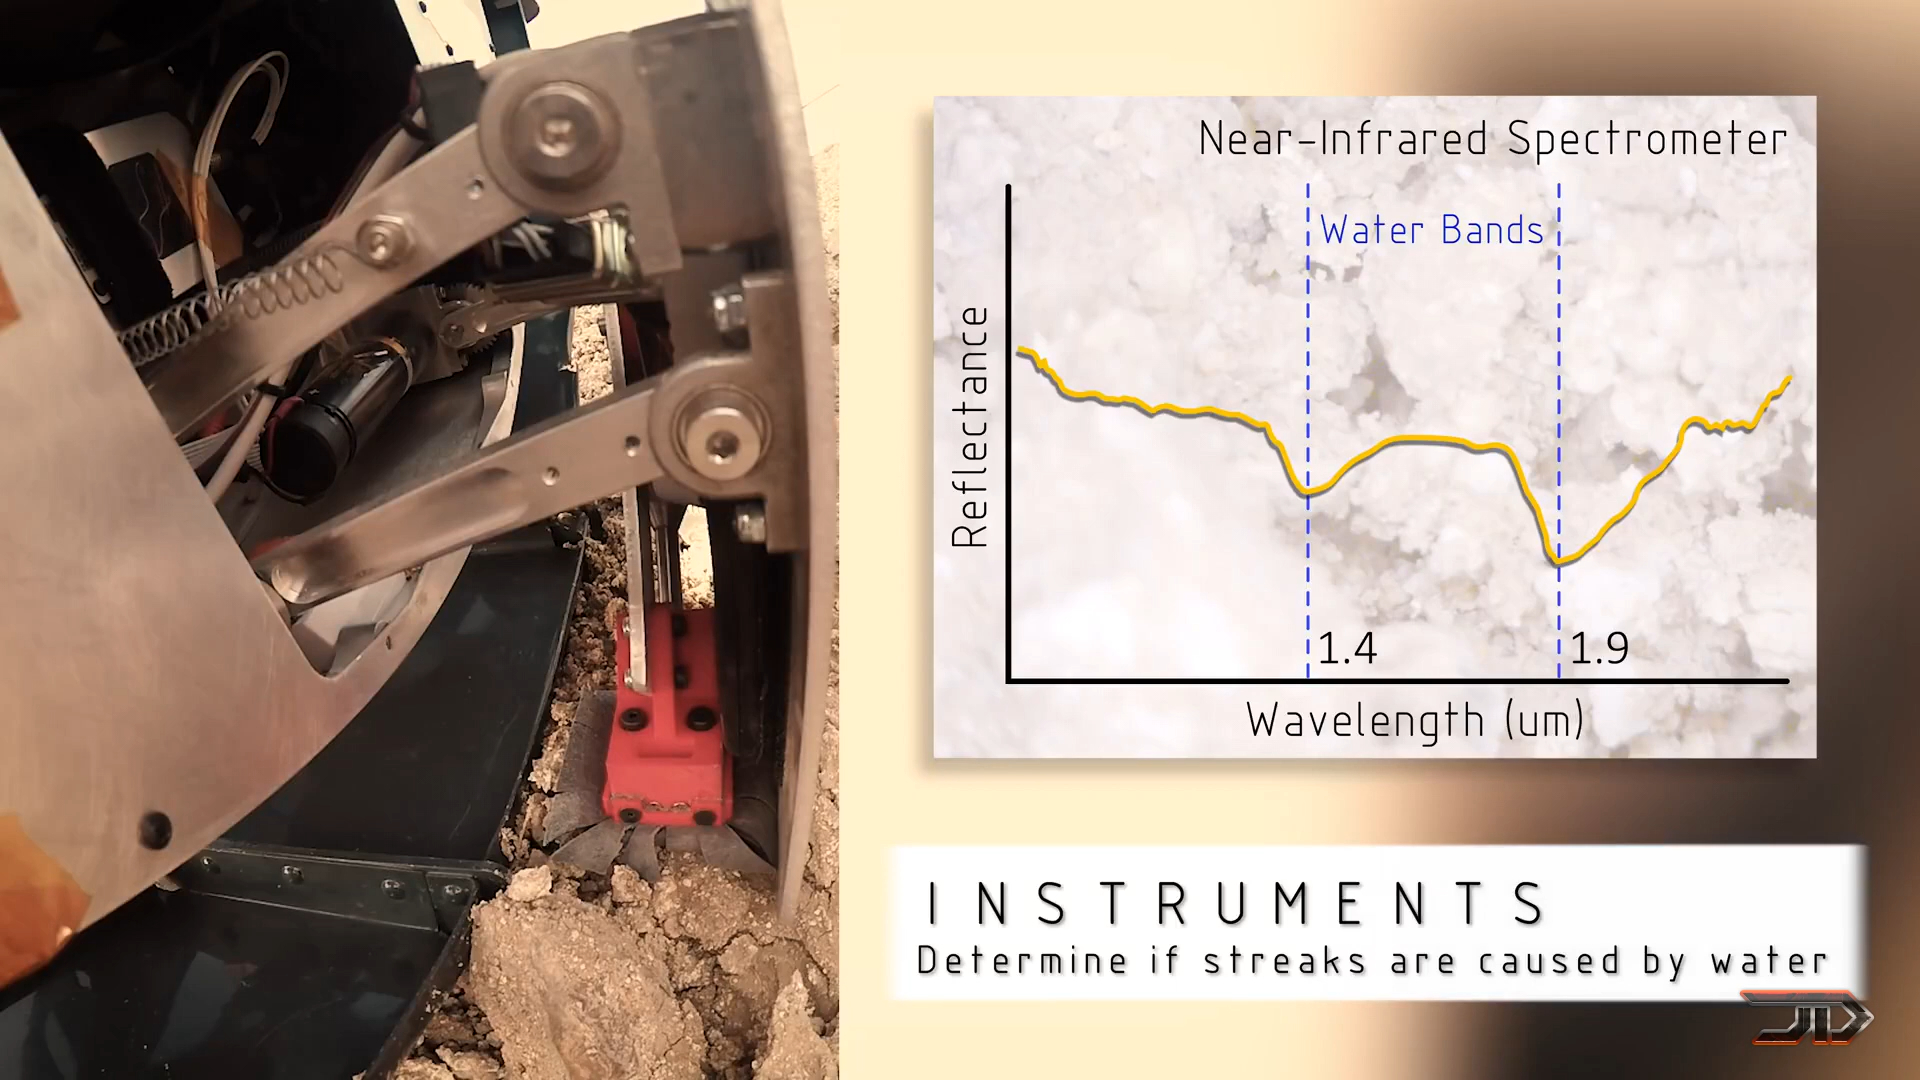 Near-Infrared Spectrometer
Water Bands
Reflectance
1.4
1.9
Wavelength (um)
INSTRUMENTS
Determine if streaks are caused by water